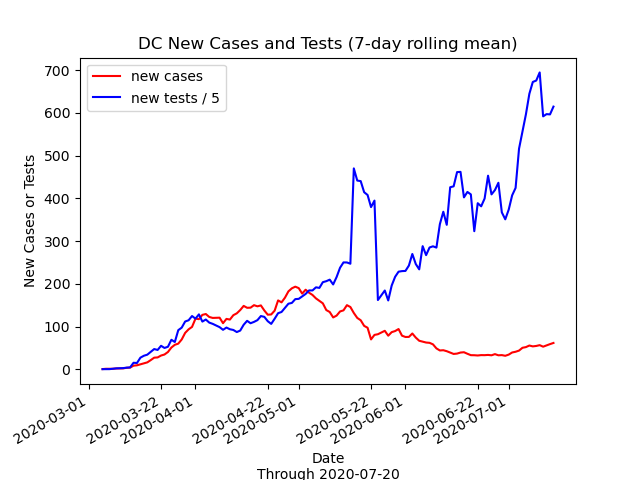 DC New Cases and Tests (7-day rolling mean)
new cases
new tests / 5
New Cases or Tests
700
600
500
400
300
200
100
0
2020-03-01
2020-03-22
2020-04-01
2020-04-22
2020-05-01
2020-05-22
2020-06-01
2020-06-22
2020-07-01
Date
Through 2020-07-20